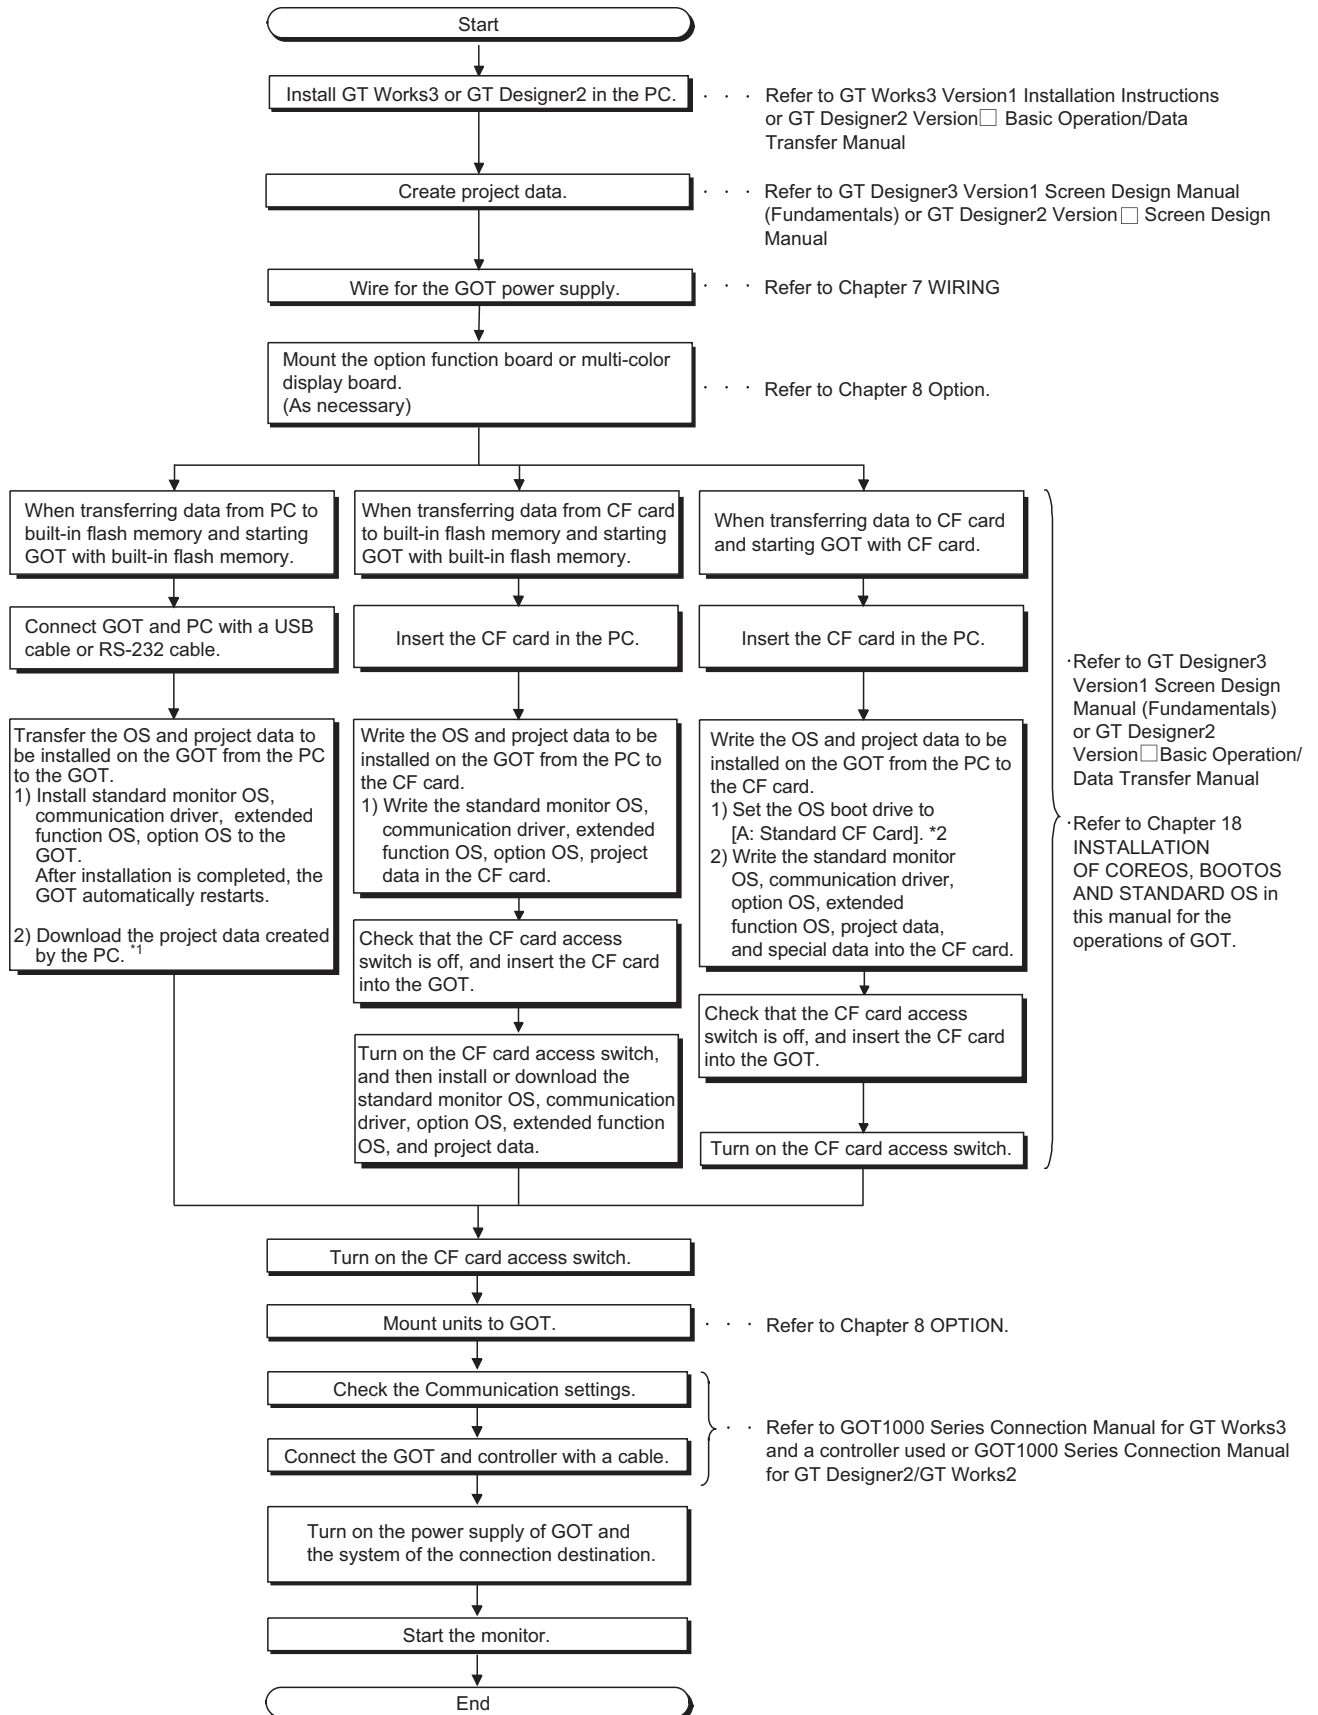 Start
Install GT Works3 or GT Designer2 in the PC.
Refer to GT Works3 Version1 Installation Instructions
or GT Designer2 Version□ Basic Operation/Data
Transfer Manual
Create project data.
Refer to GT Designer3 Version1 Screen Design Manual
(Fundamentals) or GT Designer2 Version□ Screen Design
Manual
Wire for the GOT power supply.
Refer to Chapter 7 WIRING
Mount the option function board or multi-color
display board.
(As necessary)
Refer to Chapter 8 Option.
When transferring data from PC to
built-in flash memory and starting
GOT with built-in flash memory.
Connect GOT and PC with a USB
cable or RS-232 cable.
Transfer the OS and project data to
be installed on the GOT from the PC
to the GOT.
1) Install standard monitor OS,
communication driver, extended
function OS, option OS to the
GOT.
After installation is completed, the
GOT automatically restarts.
2) Download the project data created
by the PC. *1
When transferring data from CF card
to built-in flash memory and starting
GOT with built-in flash memory.
Insert the CF card in the PC.
Write the OS and project data to be
installed on the GOT from the PC to
the CF card.
1) Write the standard monitor OS,
communication driver, extended
function OS, option OS, project
data in the CF card.
Check that the CF card access
switch is off, and insert the CF card
into the GOT.
Turn on the CF card access switch,
and then install or download the
standard monitor OS, communication
driver, option OS, extended function
OS, and project data.
When transferring data to CF card
and starting GOT with CF card.
Insert the CF card in the PC.
Write the OS and project data to be
installed on the GOT from the PC to
the CF card.
1) Set the OS boot drive to
[A: Standard CF Card]. *2
2) Write the standard monitor
OS, communication driver,
option OS, extended
function OS, project data,
and special data into the CF card.
Check that the CF card access
switch is off, and insert the CF card
into the GOT.
Turn on the CF card access switch.
·Refer to GT Designer3
Version1 Screen Design
Manual (Fundamentals)
or GT Designer2
Version□Basic Operation/
Data Transfer Manual
·Refer to Chapter 18
INSTALLATION
OF COREOS, BOOTOS
AND STANDARD OS in
this manual for the
operations of GOT.
Turn on the CF card access switch.
Mount units to GOT.
Refer to Chapter 8 OPTION.
Check the Communication settings.
Connect the GOT and controller with a cable.
Refer to GOT1000 Series Connection Manual for GT Works3
and a controller used or GOT1000 Series Connection Manual
for GT Designer2/GT Works2
Turn on the power supply of GOT and
the system of the connection destination.
Start the monitor.
End